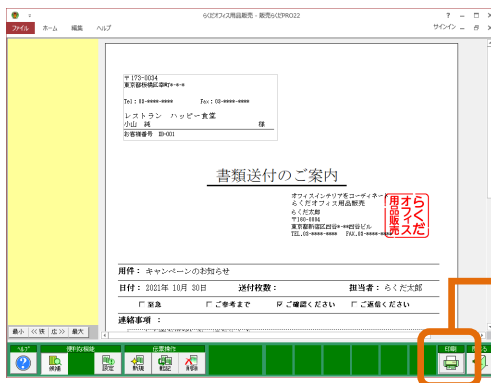 らくだオフィス用品販売 - 販売らくだPRO22
ファイル ホーム 編集 ヘルプ
サインイン
〒173-0034
東京都板橋区幸町*-*-*
Tel：03-****-**** Fax：03-****-****
レストラン ハッピー食堂
小山 純 様
お客様番号 ID-001
書類送付のご案内
オフィスインテリアをコーディネート
らくだオフィス用品販売
らくだ太郎
〒160-0004
東京都新宿区四谷*-**四谷ビル
TEL.03-****-**** FAX.03-****-****
らくだ
オフィス
用品販売
用件： キャンペーンのお知らせ
日付： 2021年 10月 30日 送付枚数： 担当者： らくだ太郎
□ 至急 □ ご参考まで ☑ ご確認ください □ ご返信ください
連絡事項 ：
最小 <<狭 広>> 最大
ヘルプ 便利な機能 伝票操作 印刷 閉じる
候補 設定 新規 転記 削除